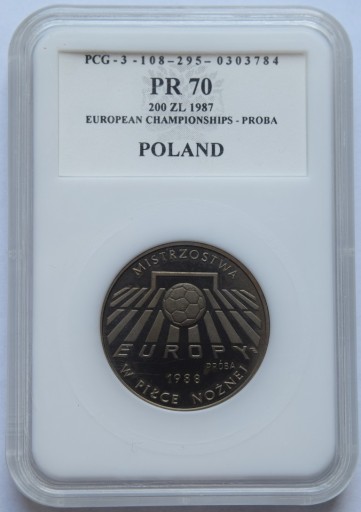 PCG - 3 - 108 - 295 - 0303784
PR 70
200 ZL 1987
EUROPEAN CHAMPIONSHIPS - PROBA
POLAND
MISTRZOSTWA
EUROPY
PRÓBA
1988
W PIŁCE NOŻNEJ